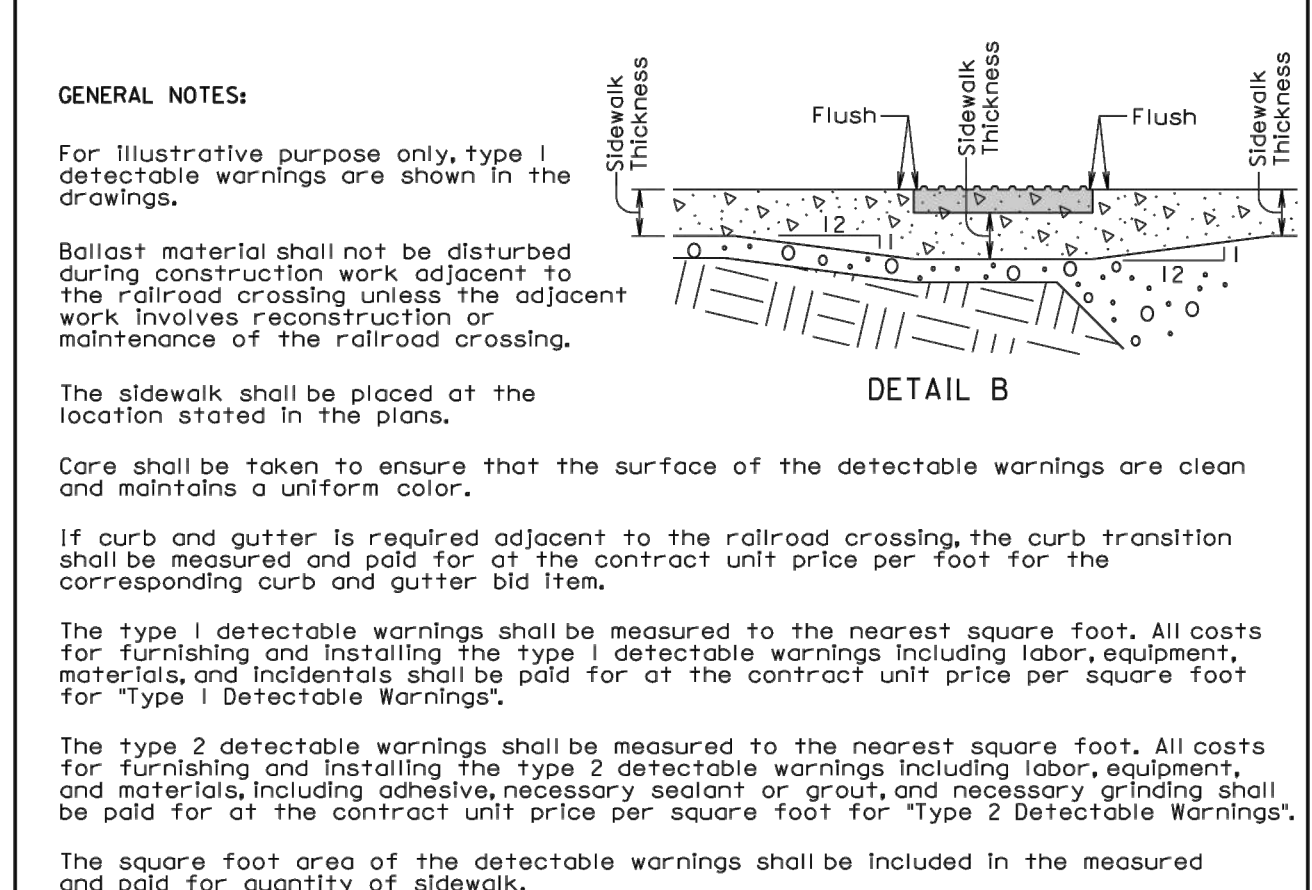 GENERAL NOTES:
For illustrative purpose only, type 1
detectable warnings are shown in the
drawings.
Ballast material shall not be disturbed
during construction work adjacent to
the railroad crossing unless the adjacent
work involves reconstruction or
maintenance of the railroad crossing.
The sidewalk shall be placed at the
location stated in the plans.
Sidewalk
Thickness
Flush
Sidewalk
Thickness
Flush
Sidewalk
Thickness
12
1
12
1
DETAIL B
Care shall be taken to ensure that the surface of the detectable warnings are clean
and maintains a uniform color.
If curb and gutter is required adjacent to the railroad crossing, the curb transition
shall be measured and paid for at the contract unit price per foot for the
corresponding curb and gutter bid item.
The type 1 detectable warnings shall be measured to the nearest square foot. All costs
for furnishing and installing the type 1 detectable warnings including labor, equipment,
materials, and incidentals shall be paid for at the contract unit price per square foot
for "Type 1 Detectable Warnings".
The type 2 detectable warnings shall be measured to the nearest square foot. All costs
for furnishing and installing the type 2 detectable warnings including labor, equipment,
and materials, including adhesive, necessary sealant or grout, and necessary grinding shall
be paid for at the contract unit price per square foot for "Type 2 Detectable Warnings".
The square foot area of the detectable warnings shall be included in the measured
and paid for quantity of sidewalk.